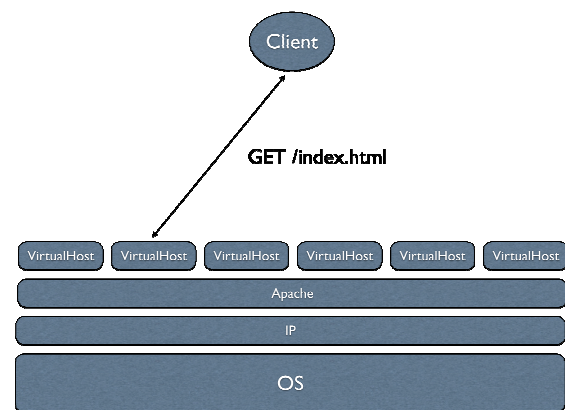 Client
GET /index.html
VirtualHost VirtualHost VirtualHost VirtualHost VirtualHost VirtualHost
Apache
IP
OS